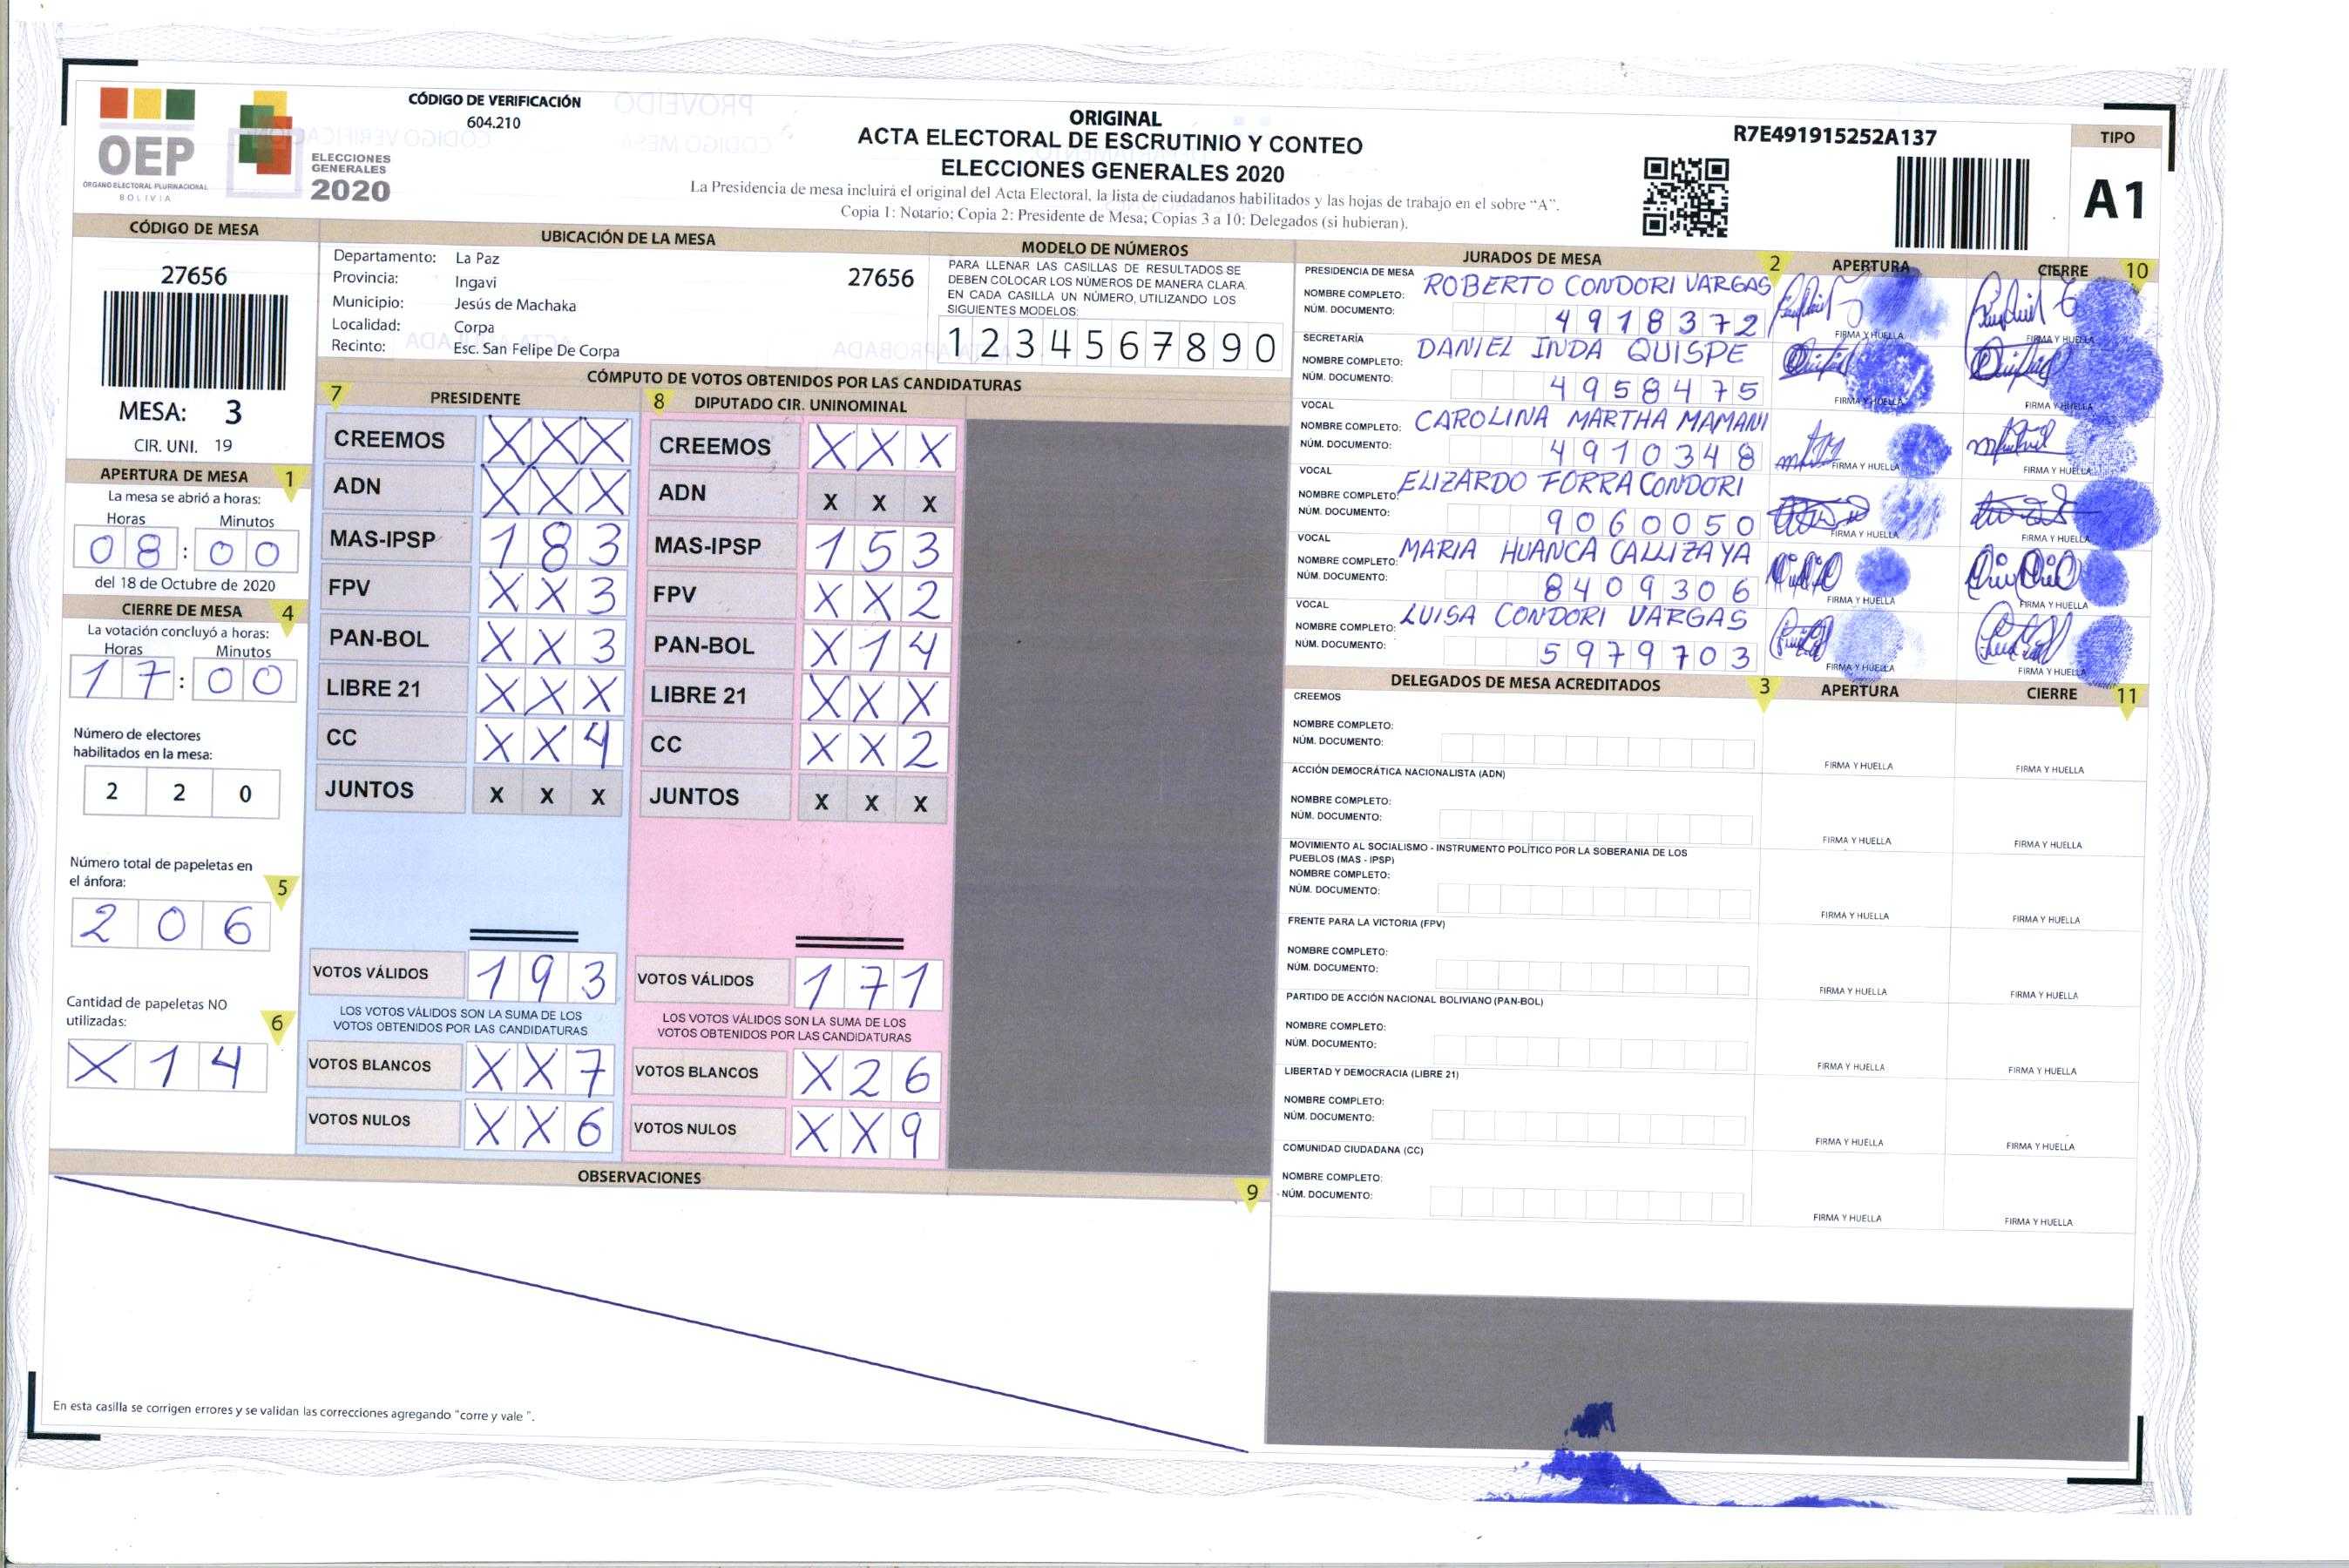 OEP
ÓRGANO ELECTORAL PLURINACIONAL
BOLIVIA
ELECCIONES
GENERALES
2020
CÓDIGO DE VERIFICACIÓN
604.210
ORIGINAL
ACTA ELECTORAL DE ESCRUTINIO Y CONTEO
ELECCIONES GENERALES 2020
La Presidencia de mesa incluirá el original del Acta Electoral, la lista de ciudadanos habilitados y las hojas de trabajo en el sobre “A”.
Copia 1: Notario; Copia 2: Presidente de Mesa; Copias 3 a 10: Delegados (si hubieran).
R7E491915252A137
TIPO
A1
CÓDIGO DE MESA
27656
MESA: 3
CIR. UNI. 19
APERTURA DE MESA 1
La mesa se abrió a horas:
Horas Minutos
08:00
del 18 de Octubre de 2020
CIERRE DE MESA 4
La votación concluyó a horas:
Horas Minutos
17:00
Número de electores
habilitados en la mesa:
2 2 0
Número total de papeletas en
el ánfora: 5
2 0 6
Cantidad de papeletas NO
utilizadas: 6
X 1 4
UBICACIÓN DE LA MESA
Departamento: La Paz
Provincia: Ingavi 27656
Municipio: Jesús de Machaka
Localidad: Corpa
Recinto: Esc. San Felipe De Corpa
MODELO DE NÚMEROS
PARA LLENAR LAS CASILLAS DE RESULTADOS SE
DEBEN COLOCAR LOS NÚMEROS DE MANERA CLARA.
EN CADA CASILLA UN NÚMERO, UTILIZANDO LOS
SIGUIENTES MODELOS:
1 2 3 4 5 6 7 8 9 0
CÓMPUTO DE VOTOS OBTENIDOS POR LAS CANDIDATURAS
7 PRESIDENTE
CREEMOS X X X
ADN X X X
MAS-IPSP 1 8 3
FPV X X 3
PAN-BOL X X 3
LIBRE 21 X X X
CC X X 4
JUNTOS X X X
VOTOS VÁLIDOS 1 9 3
LOS VOTOS VÁLIDOS SON LA SUMA DE LOS
VOTOS OBTENIDOS POR LAS CANDIDATURAS
VOTOS BLANCOS X X 7
VOTOS NULOS X X 6
8 DIPUTADO CIR. UNINOMINAL
CREEMOS X X X
ADN X X X
MAS-IPSP 1 5 3
FPV X X 2
PAN-BOL X 1 4
LIBRE 21 X X X
CC X X 2
JUNTOS X X X
VOTOS VÁLIDOS 1 7 1
LOS VOTOS VÁLIDOS SON LA SUMA DE LOS
VOTOS OBTENIDOS POR LAS CANDIDATURAS
VOTOS BLANCOS X 2 6
VOTOS NULOS X X 9
OBSERVACIONES
9
En esta casilla se corrigen errores y se validan las correcciones agregando "corre y vale ".
JURADOS DE MESA 2 APERTURA CIERRE 10
PRESIDENCIA DE MESA
NOMBRE COMPLETO: ROBERTO CONDORI VARGAS
NÚM. DOCUMENTO: 4918372
FIRMA Y HUELLA FIRMA Y HUELLA
SECRETARÍA
NOMBRE COMPLETO: DANIEL INDA QUISPE
NÚM. DOCUMENTO: 4958475
FIRMA Y HUELLA FIRMA Y HUELLA
VOCAL
NOMBRE COMPLETO: CAROLINA MARTHA MAMANI
NÚM. DOCUMENTO: 4910348
FIRMA Y HUELLA FIRMA Y HUELLA
VOCAL
NOMBRE COMPLETO: ELIZARDO FORRA CONDORI
NÚM. DOCUMENTO: 9060050
FIRMA Y HUELLA FIRMA Y HUELLA
VOCAL
NOMBRE COMPLETO: MARIA HUANCA CALLIZAYA
NÚM. DOCUMENTO: 8409306
FIRMA Y HUELLA FIRMA Y HUELLA
VOCAL
NOMBRE COMPLETO: LUISA CONDORI VARGAS
NÚM. DOCUMENTO: 5979703
FIRMA Y HUELLA FIRMA Y HUELLA
DELEGADOS DE MESA ACREDITADOS 3 APERTURA CIERRE 11
CREEMOS
NOMBRE COMPLETO:
NÚM. DOCUMENTO:
FIRMA Y HUELLA FIRMA Y HUELLA
ACCIÓN DEMOCRÁTICA NACIONALISTA (ADN)
NOMBRE COMPLETO:
NÚM. DOCUMENTO:
FIRMA Y HUELLA FIRMA Y HUELLA
MOVIMIENTO AL SOCIALISMO - INSTRUMENTO POLÍTICO POR LA SOBERANIA DE LOS
PUEBLOS (MAS - IPSP)
NOMBRE COMPLETO:
NÚM. DOCUMENTO:
FIRMA Y HUELLA FIRMA Y HUELLA
FRENTE PARA LA VICTORIA (FPV)
NOMBRE COMPLETO:
NÚM. DOCUMENTO:
FIRMA Y HUELLA FIRMA Y HUELLA
PARTIDO DE ACCIÓN NACIONAL BOLIVIANO (PAN-BOL)
NOMBRE COMPLETO:
NÚM. DOCUMENTO:
FIRMA Y HUELLA FIRMA Y HUELLA
LIBERTAD Y DEMOCRACIA (LIBRE 21)
NOMBRE COMPLETO:
NÚM. DOCUMENTO:
FIRMA Y HUELLA FIRMA Y HUELLA
COMUNIDAD CIUDADANA (CC)
NOMBRE COMPLETO:
NÚM. DOCUMENTO:
FIRMA Y HUELLA FIRMA Y HUELLA